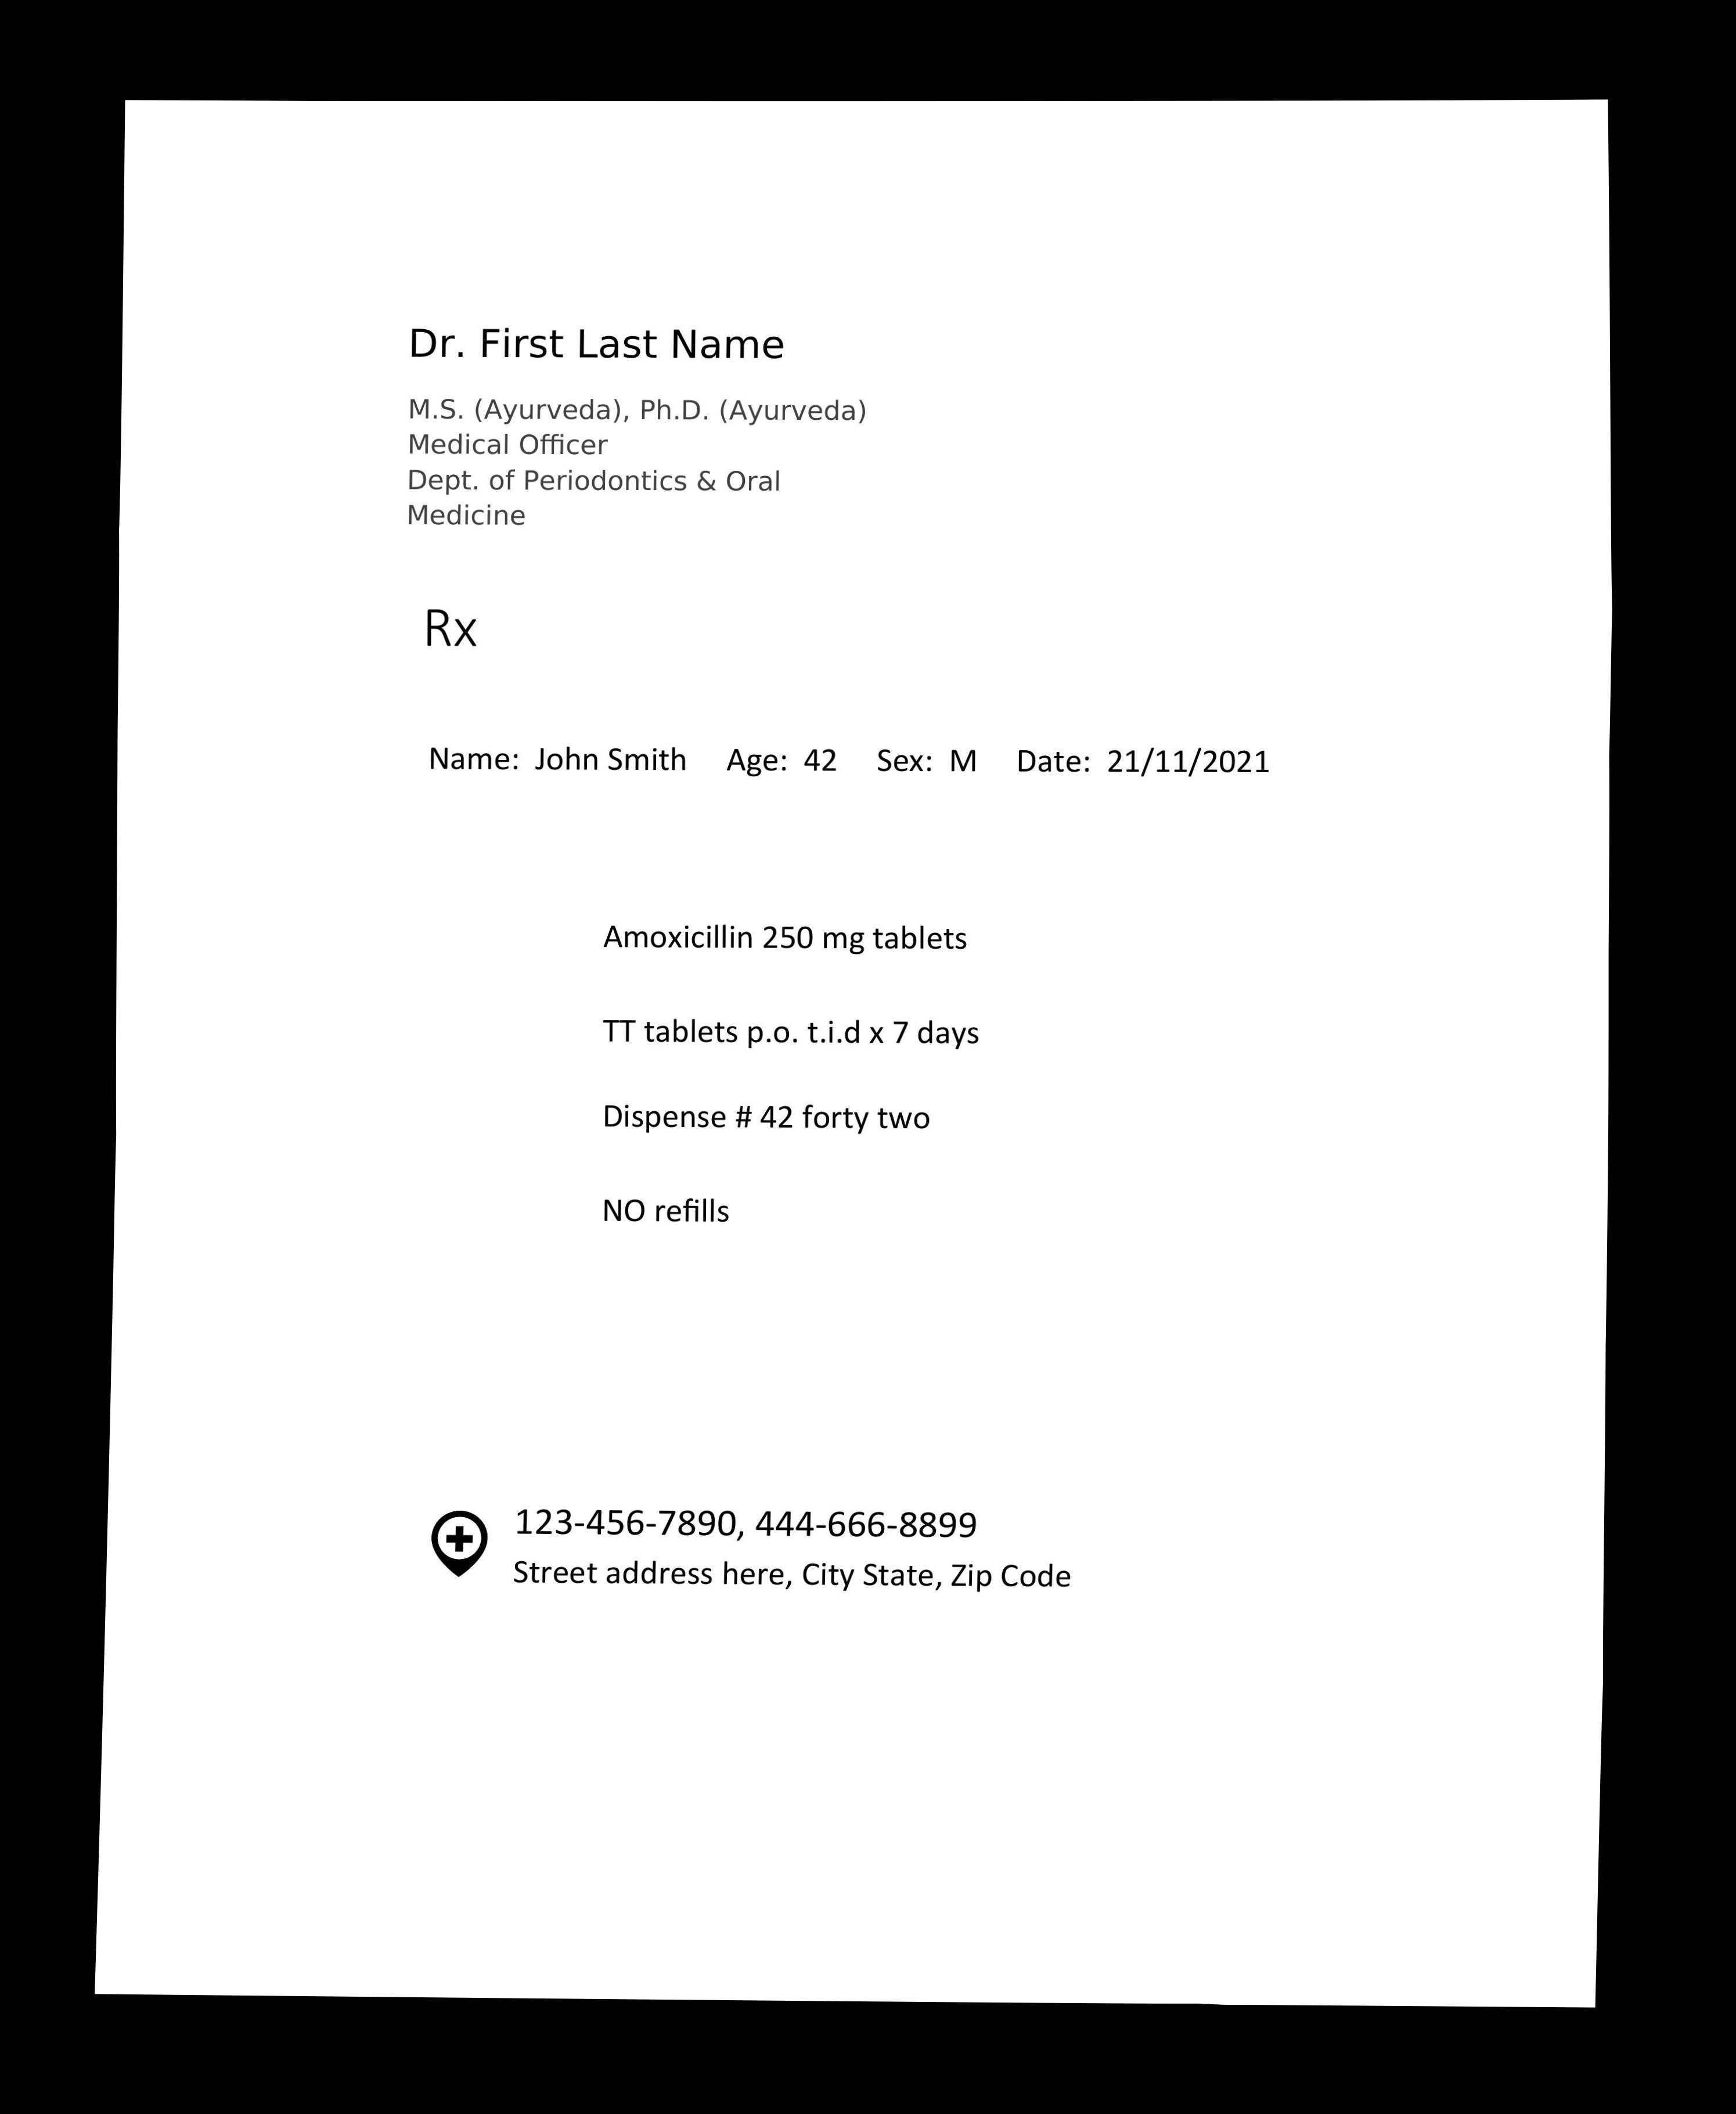 Dr. First Last Name
M.S. (Ayurveda), Ph.D. (Ayurveda)
Medical Officer
Dept. of Periodontics & Oral
Medicine
Rx
Name: John Smith Age: 42 Sex: M Date: 21/11/2021
Amoxicillin 250 mg tablets
TT tablets p.o. t.i.d x 7 days
Dispense # 42 forty two
NO refills
123-456-7890, 444-666-8899
Street address here, City State, Zip Code